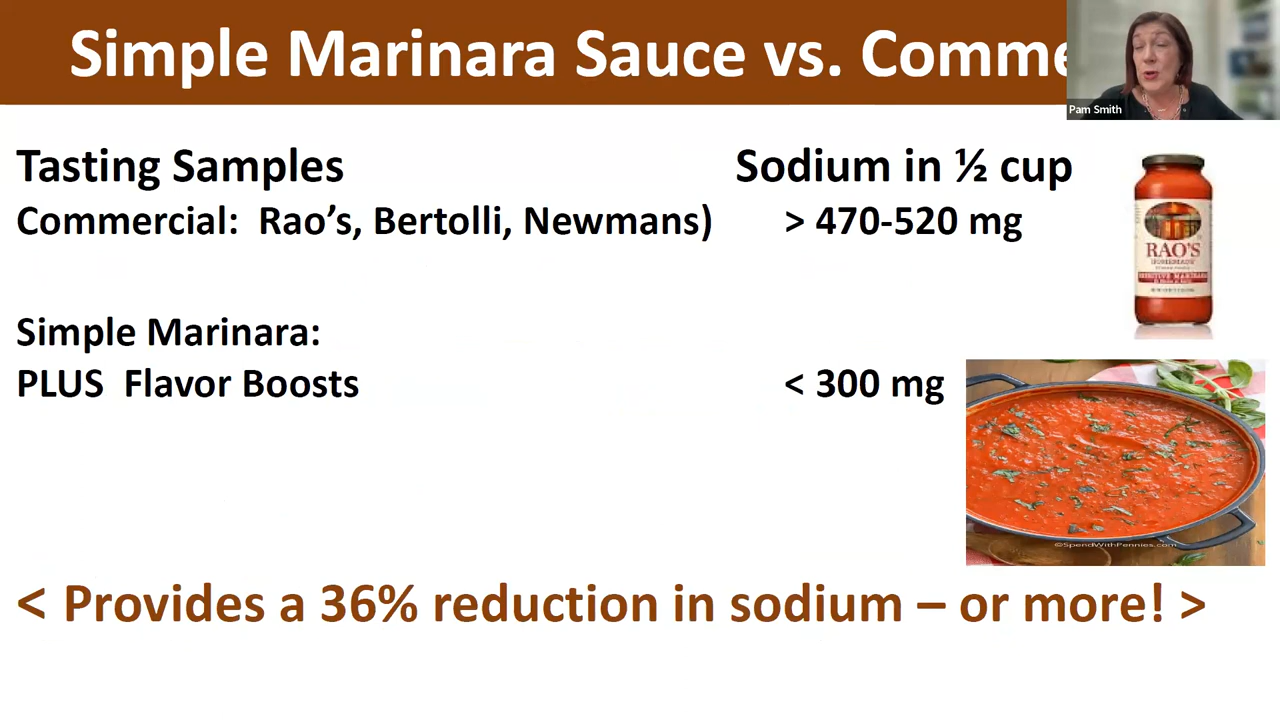 Simple Marinara Sauce vs. Comme
Pam Smith
Tasting Samples Sodium in ½ cup
Commercial: Rao’s, Bertolli, Newmans) > 470-520 mg
RAO'S
HOMEMADE
Simple Marinara:
PLUS Flavor Boosts < 300 mg
©SpendWithPennies.com
< Provides a 36% reduction in sodium – or more! >